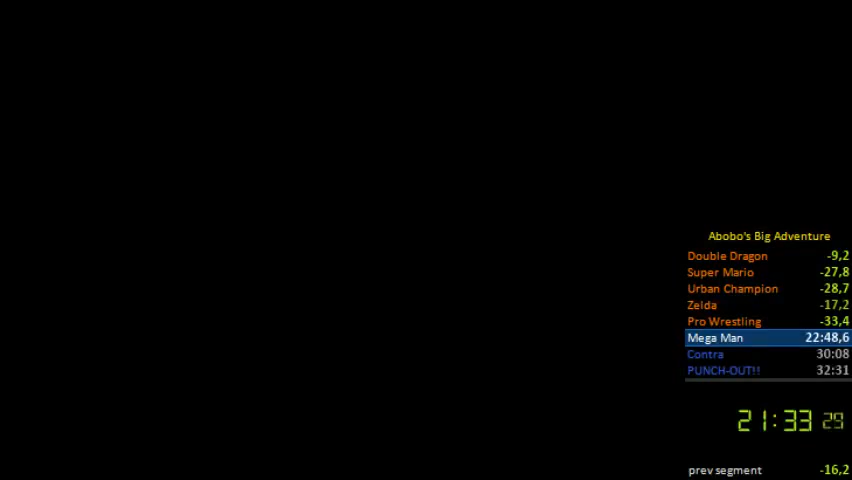 Abobo's Big Adventure
Double Dragon -9,2
Super Mario -27,8
Urban Champion -28,7
Zelda -17,2
Pro Wrestling -33,4
Mega Man 22:48,6
Contra 30:08
PUNCH-OUT!! 32:31
21:33 29
prev segment -16,2